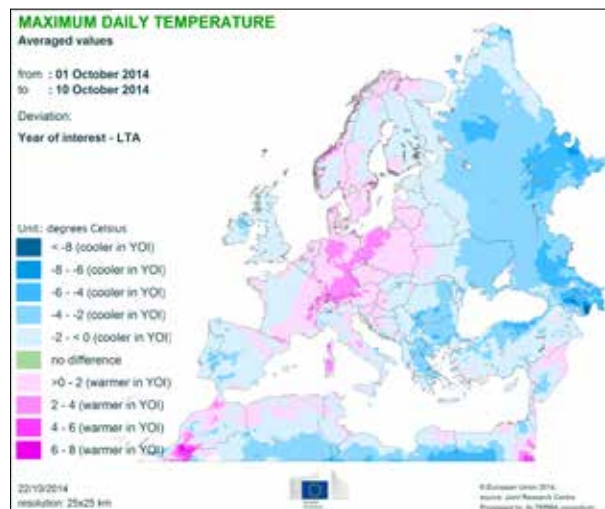 MAXIMUM DAILY TEMPERATURE
Averaged values
from : 01 October 2014
to : 10 October 2014
Deviation:
Year of interest - LTA
Unit: degrees Celsius
< -8 (cooler in YOI)
-8 - -6 (cooler in YOI)
-6 - -4 (cooler in YOI)
-4 - -2 (cooler in YOI)
-2 - < 0 (cooler in YOI)
no difference
>0 - 2 (warmer in YOI)
2 - 4 (warmer in YOI)
4 - 6 (warmer in YOI)
6 - 8 (warmer in YOI)
22/10/2014
resolution: 25x25 km
© European Union 2014,
source: Joint Research Centre
Processed by consortium